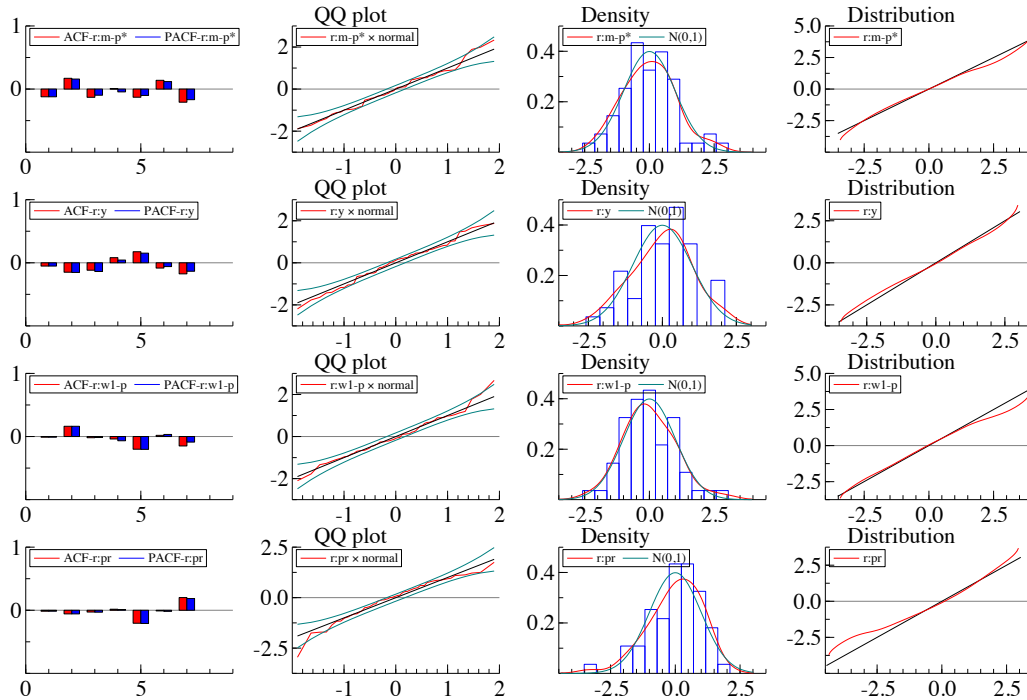 QQ plot Density Distribution
1 ACF-r:m-p* PACF-r:m-p* 2 r:m-p* × normal 0.4 r:m-p* N(0,1) 5.0 r:m-p*
2.5
0 0 0.2 0.0
-2.5
-2
0 5 -1 0 1 2 -2.5 0.0 2.5 -2.5 0.0 2.5
QQ plot Density Distribution
1 ACF-r:y PACF-r:y 2 r:y × normal 0.4 r:y N(0,1) 2.5 r:y
0 0 0.2 0.0
-2 -2.5
0 5 -1 0 1 2 -2.5 0.0 2.5 -2.5 0.0 2.5
QQ plot Density Distribution
1 ACF-r:w1-p PACF-r:w1-p 2 r:w1-p × normal 0.4 r:w1-p N(0,1) 5.0 r:w1-p
2.5
0 0 0.2 0.0
-2 -2.5
0 5 -1 0 1 2 -2.5 0.0 2.5 -2.5 0.0 2.5
QQ plot Density Distribution
1 ACF-r:pr PACF-r:pr 2.5 r:pr × normal 0.4 r:pr N(0,1) 2.5 r:pr
0 0.0 0.2 0.0
-2.5 -2.5
0 5 -1 0 1 2 -2.5 0.0 2.5 -2.5 0.0 2.5